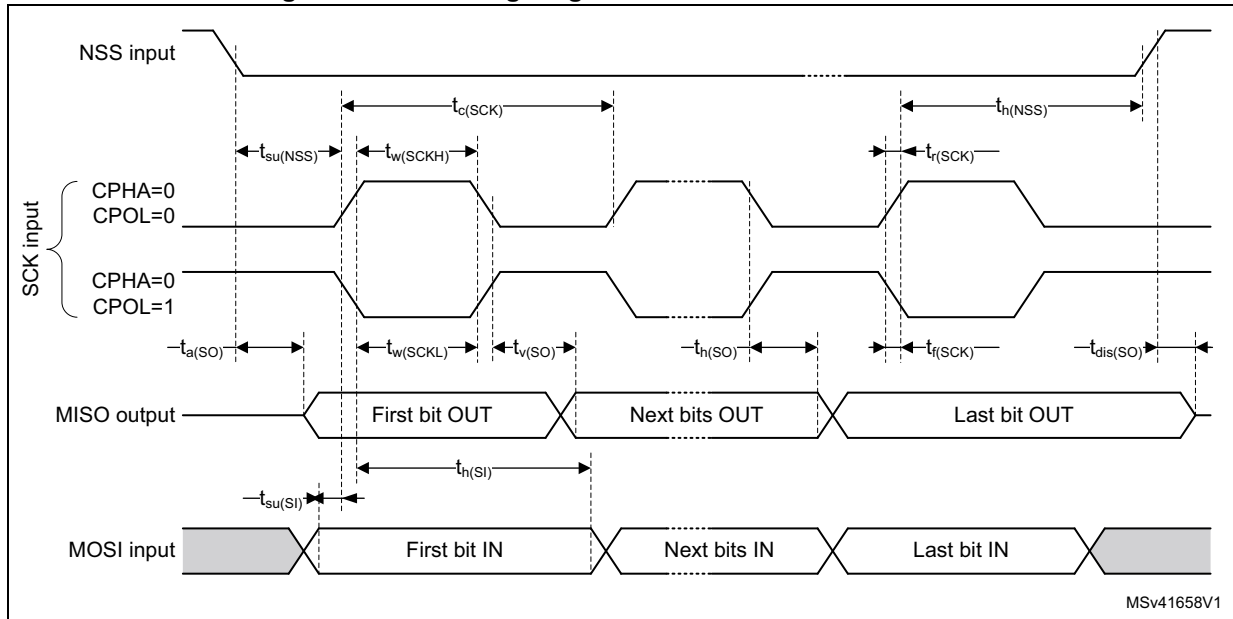 NSS input
tc(SCK)
th(NSS)
tsu(NSS)
tw(SCKH)
tr(SCK)
SCK input
CPHA=0
CPOL=0
CPHA=0
CPOL=1
ta(SO)
tw(SCKL)
tv(SO)
th(SO)
tf(SCK)
tdis(SO)
MISO output
First bit OUT
Next bits OUT
Last bit OUT
th(SI)
tsu(SI)
MOSI input
First bit IN
Next bits IN
Last bit IN
MSv41658V1